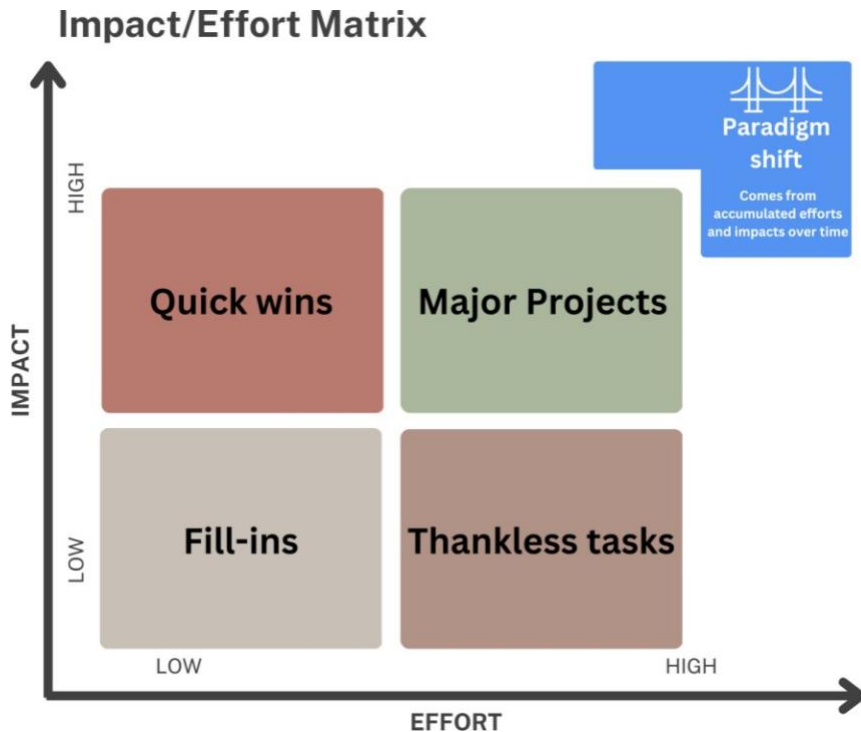 Impact/Effort Matrix
Paradigm
shift
Comes from
accumulated efforts
and impacts over time
HIGH
IMPACT
LOW
Quick wins
Major Projects
Fill-ins
Thankless tasks
LOW
HIGH
EFFORT